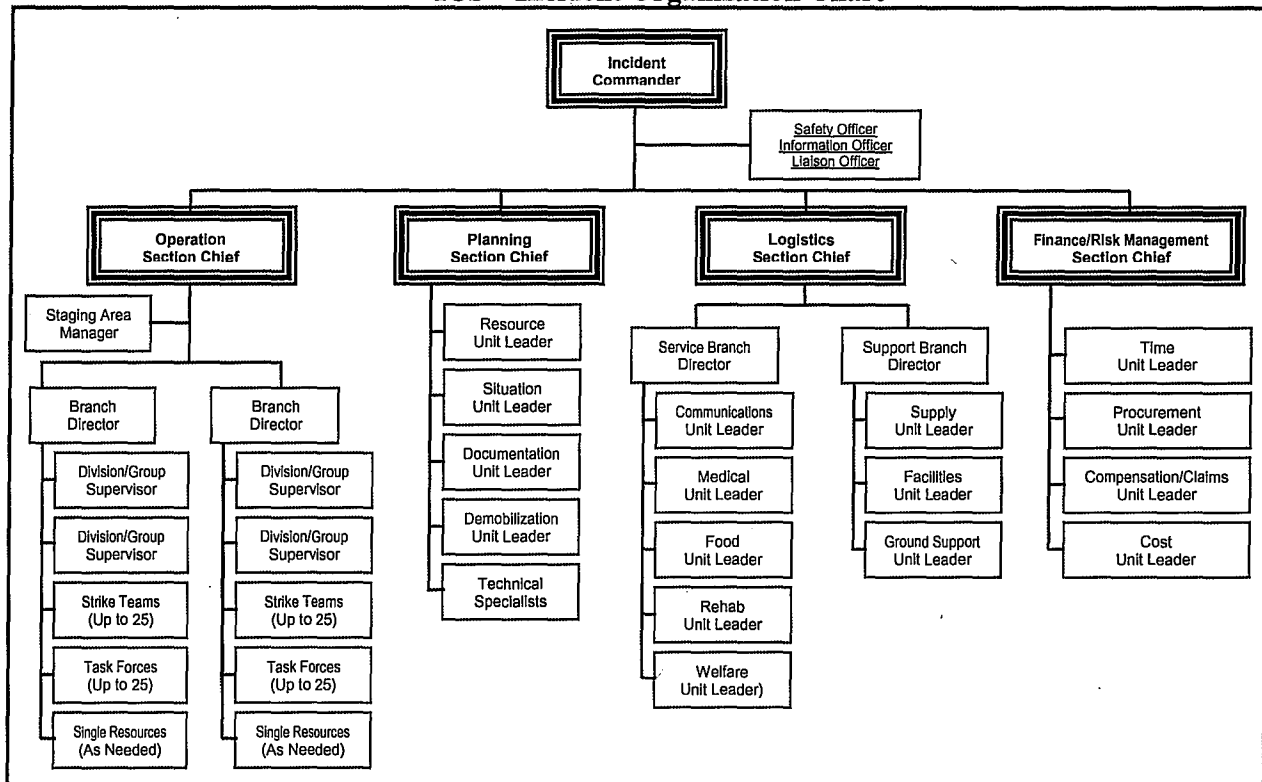 Incident
Commander
Safety Officer
Information Officer
Liaison Officer
Operation
Section Chief
Planning
Section Chief
Logistics
Section Chief
Finance/Risk Management
Section Chief
Staging Area
Manager
Branch
Director
Division/Group
Supervisor
Division/Group
Supervisor
Strike Teams
(Up to 25)
Task Forces
(Up to 25)
Single Resources
(As Needed)
Branch
Director
Division/Group
Supervisor
Division/Group
Supervisor
Strike Teams
(Up to 25)
Task Forces
(Up to 25)
Single Resources
(As Needed)
Resource
Unit Leader
Situation
Unit Leader
Documentation
Unit Leader
Demobilization
Unit Leader
Technical
Specialists
Service Branch
Director
Communications
Unit Leader
Medical
Unit Leader
Food
Unit Leader
Rehab
Unit Leader
Welfare
Unit Leader)
Support Branch
Director
Supply
Unit Leader
Facilities
Unit Leader
Ground Support
Unit Leader
Time
Unit Leader
Procurement
Unit Leader
Compensation/Claims
Unit Leader
Cost
Unit Leader